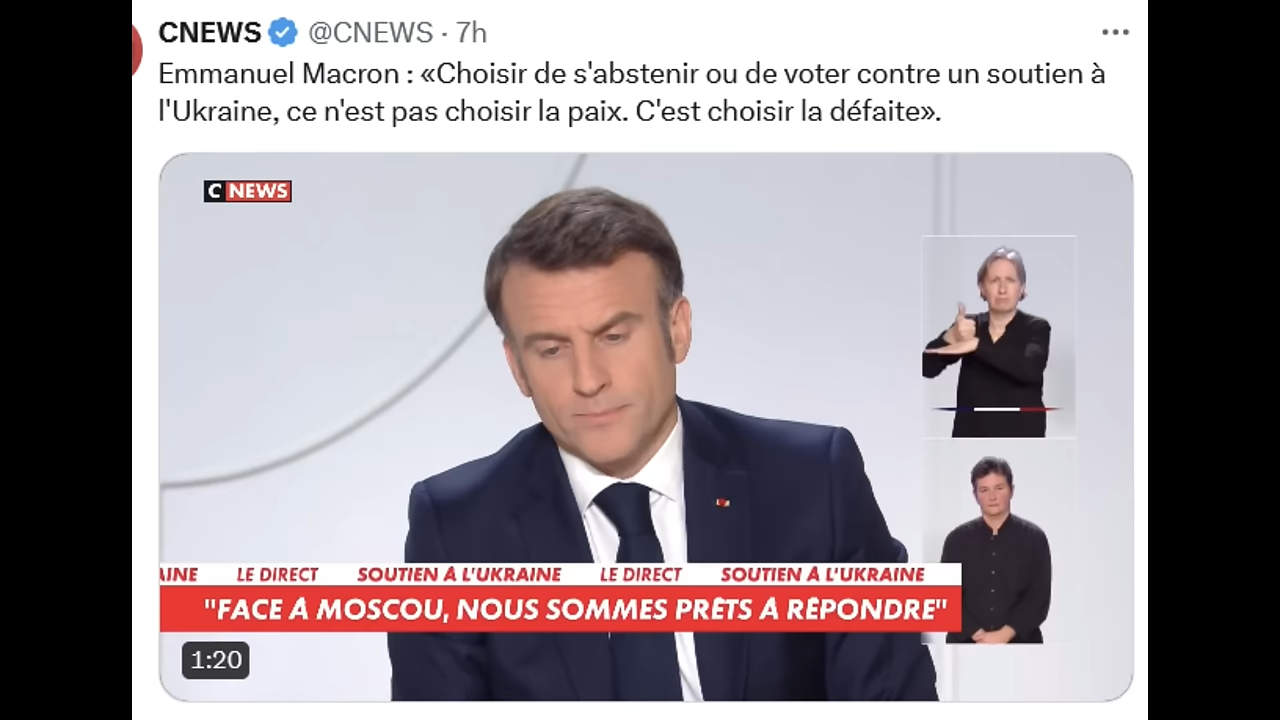 CNEWS @CNEWS · 7h
Emmanuel Macron : «Choisir de s'abstenir ou de voter contre un soutien à
l'Ukraine, ce n'est pas choisir la paix. C'est choisir la défaite».
C NEWS
AINE LE DIRECT SOUTIEN À L'UKRAINE LE DIRECT SOUTIEN À L'UKRAINE
"FACE À MOSCOU, NOUS SOMMES PRÊTS À RÉPONDRE"
1:20